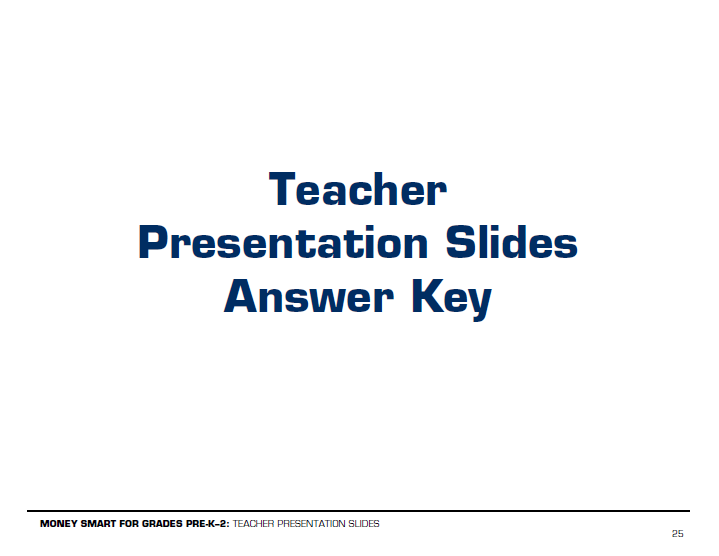 Teacher
Presentation Slides
Answer Key
MONEY SMART FOR GRADES PRE-K–2: TEACHER PRESENTATION SLIDES
25